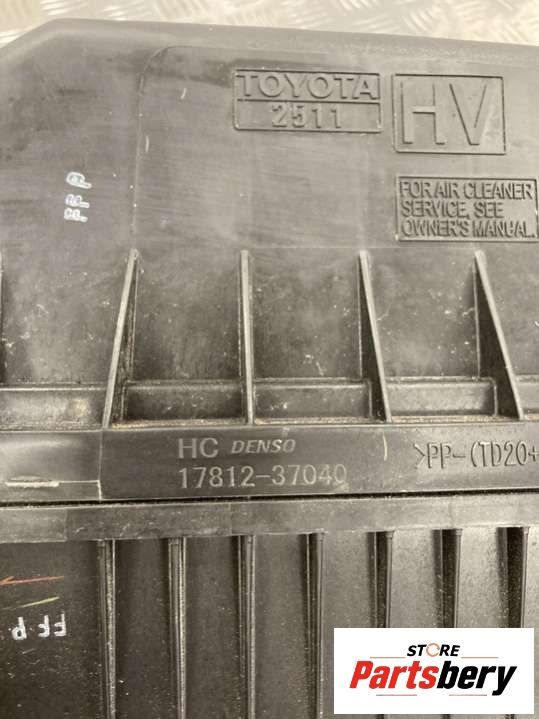 TOYOTA
2511
HV
FOR AIR CLEANER
SERVICE, SEE
OWNER'S MANUAL.
HC DENSO
17812-37040
>PP-(TD20+
F F P
STORE
Partsbery